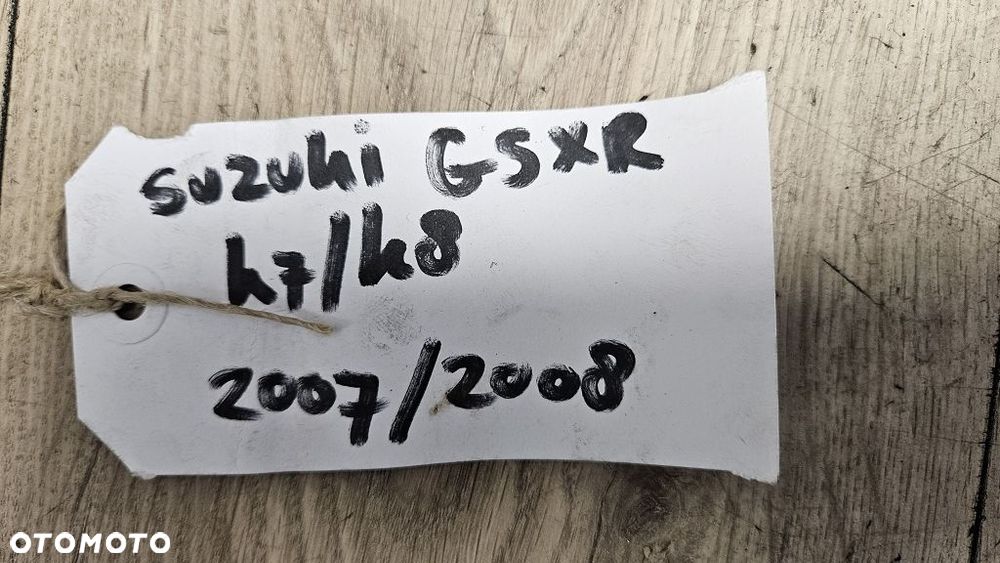 suzuki GSXR
k7/k8
2007/2008
OTOMOTO